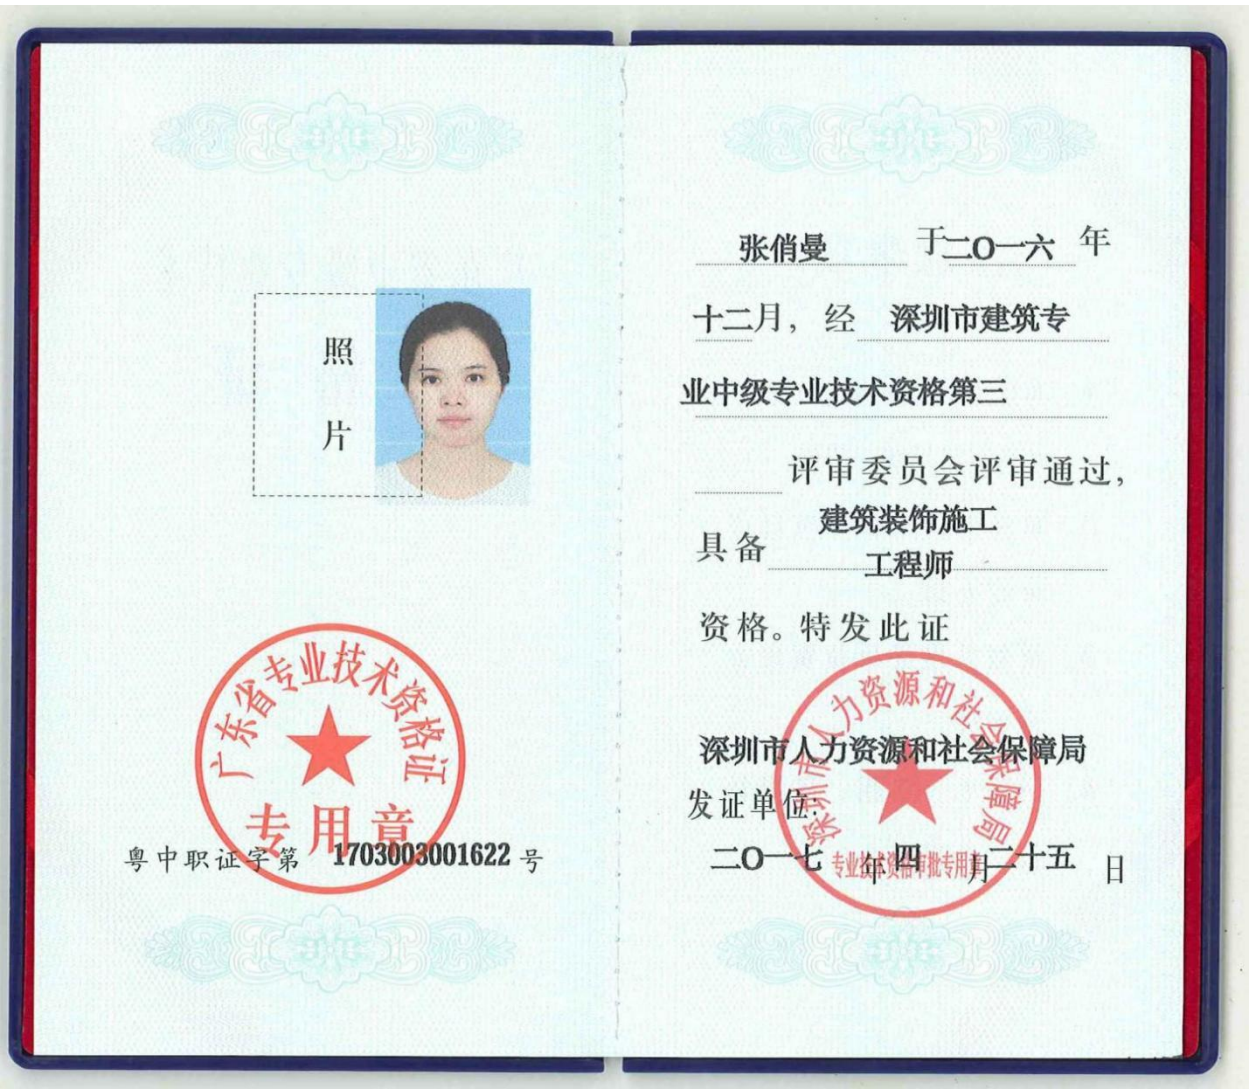 照
片
广东省专业技术资格证
专用章
粤中职证字第 1703003001622 号
张俏曼 于二〇一六 年
十二月，经 深圳市建筑专
业中级专业技术资格第三
评审委员会评审通过，
建筑装饰施工
具备
工程师
资格。特发此证
深圳市人力资源和社会保障局
深圳市人力资源和社会保障局
发证单位：
二〇一七年四月二十五日
专业技术资格审批专用章